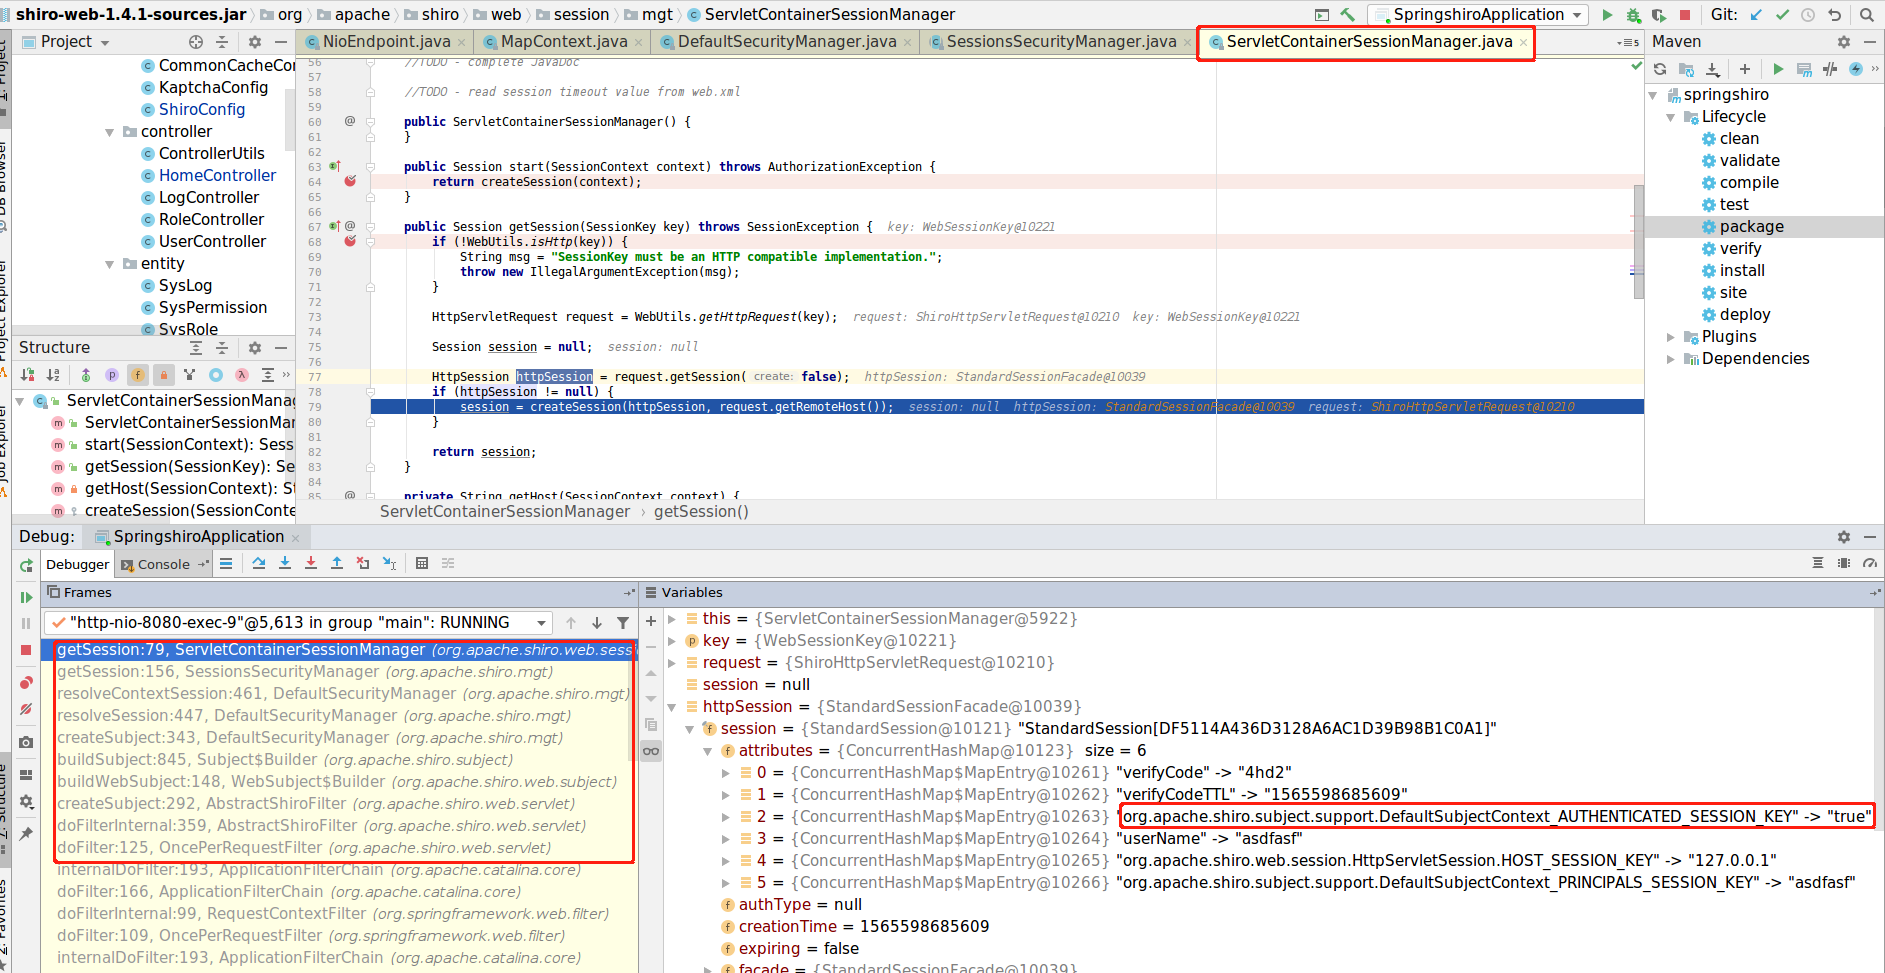 shiro-web-1.4.1-sources.jar org apache shiro web session mgt ServletContainerSessionManager SpringshiroApplication Git:
Project
NioEndpoint.java MapContext.java DefaultSecurityManager.java SessionsSecurityManager.java ServletContainerSessionManager.java 5
Maven
CommonCacheCo
KaptchaConfig
ShiroConfig
controller
ControllerUtils
HomeController
LogController
RoleController
UserController
entity
SysLog
SysPermission
SysRole
56 //TODO - complete JavaDoc
57
58 //TODO - read session timeout value from web.xml
59
60 public ServletContainerSessionManager() {
61 }
62
63 public Session start(SessionContext context) throws AuthorizationException {
64 return createSession(context);
65 }
66
67 public Session getSession(SessionKey key) throws SessionException { key: WebSessionKey@10221
68 if (!WebUtils.isHttp(key)) {
69 String msg = "SessionKey must be an HTTP compatible implementation.";
70 throw new IllegalArgumentException(msg);
71 }
72
73 HttpServletRequest request = WebUtils.getHttpRequest(key); request: ShiroHttpServletRequest@10210 key: WebSessionKey@10221
74
75 Session session = null; session: null
76
77 HttpSession httpSession = request.getSession( create: false); httpSession: StandardSessionFacade@10039
78 if (httpSession != null) {
79 session = createSession(httpSession, request.getRemoteHost()); session: null httpSession: StandardSessionFacade@10039 request: ShiroHttpServletRequest@10210
80 }
81
82 return session;
83 }
84
85 private String getHost(SessionContext context) {
ServletContainerSessionManager › getSession()
springshiro
Lifecycle
clean
validate
compile
test
package
verify
install
site
deploy
Plugins
Dependencies
Structure
ServletContainerSessionMana
ServletContainerSessionMar
start(SessionContext): Sess
getSession(SessionKey): Se
getHost(SessionContext): St
createSession(SessionConte
1: Project
DB Browser
Project Explorer
Job Explorer
7: Structure
2: Favorites
Debug: SpringshiroApplication
Debugger Console
Frames
"http-nio-8080-exec-9"@5,613 in group "main": RUNNING
getSession:79, ServletContainerSessionManager (org.apache.shiro.web.sessi
getSession:156, SessionsSecurityManager (org.apache.shiro.mgt)
resolveContextSession:461, DefaultSecurityManager (org.apache.shiro.mgt)
resolveSession:447, DefaultSecurityManager (org.apache.shiro.mgt)
createSubject:343, DefaultSecurityManager (org.apache.shiro.mgt)
buildSubject:845, Subject$Builder (org.apache.shiro.subject)
buildWebSubject:148, WebSubject$Builder (org.apache.shiro.web.subject)
createSubject:292, AbstractShiroFilter (org.apache.shiro.web.servlet)
doFilterInternal:359, AbstractShiroFilter (org.apache.shiro.web.servlet)
doFilter:125, OncePerRequestFilter (org.apache.shiro.web.servlet)
internalDoFilter:193, ApplicationFilterChain (org.apache.catalina.core)
doFilter:166, ApplicationFilterChain (org.apache.catalina.core)
doFilterInternal:99, RequestContextFilter (org.springframework.web.filter)
doFilter:109, OncePerRequestFilter (org.springframework.web.filter)
internalDoFilter:193, ApplicationFilterChain (org.apache.catalina.core)
Variables
this = {ServletContainerSessionManager@5922}
key = {WebSessionKey@10221}
request = {ShiroHttpServletRequest@10210}
session = null
httpSession = {StandardSessionFacade@10039}
session = {StandardSession@10121} "StandardSession[DF5114A436D3128A6AC1D39B98B1C0A1]"
attributes = {ConcurrentHashMap@10123} size = 6
0 = {ConcurrentHashMap$MapEntry@10261} "verifyCode" -> "4hd2"
1 = {ConcurrentHashMap$MapEntry@10262} "verifyCodeTTL" -> "1565598685609"
2 = {ConcurrentHashMap$MapEntry@10263} "org.apache.shiro.subject.support.DefaultSubjectContext_AUTHENTICATED_SESSION_KEY" -> "true"
3 = {ConcurrentHashMap$MapEntry@10264} "userName" -> "asdfasf"
4 = {ConcurrentHashMap$MapEntry@10265} "org.apache.shiro.web.session.HttpServletSession.HOST_SESSION_KEY" -> "127.0.0.1"
5 = {ConcurrentHashMap$MapEntry@10266} "org.apache.shiro.subject.support.DefaultSubjectContext_PRINCIPALS_SESSION_KEY" -> "asdfasf"
authType = null
creationTime = 1565598685609
expiring = false
facade = {StandardSessionFacade@10039}